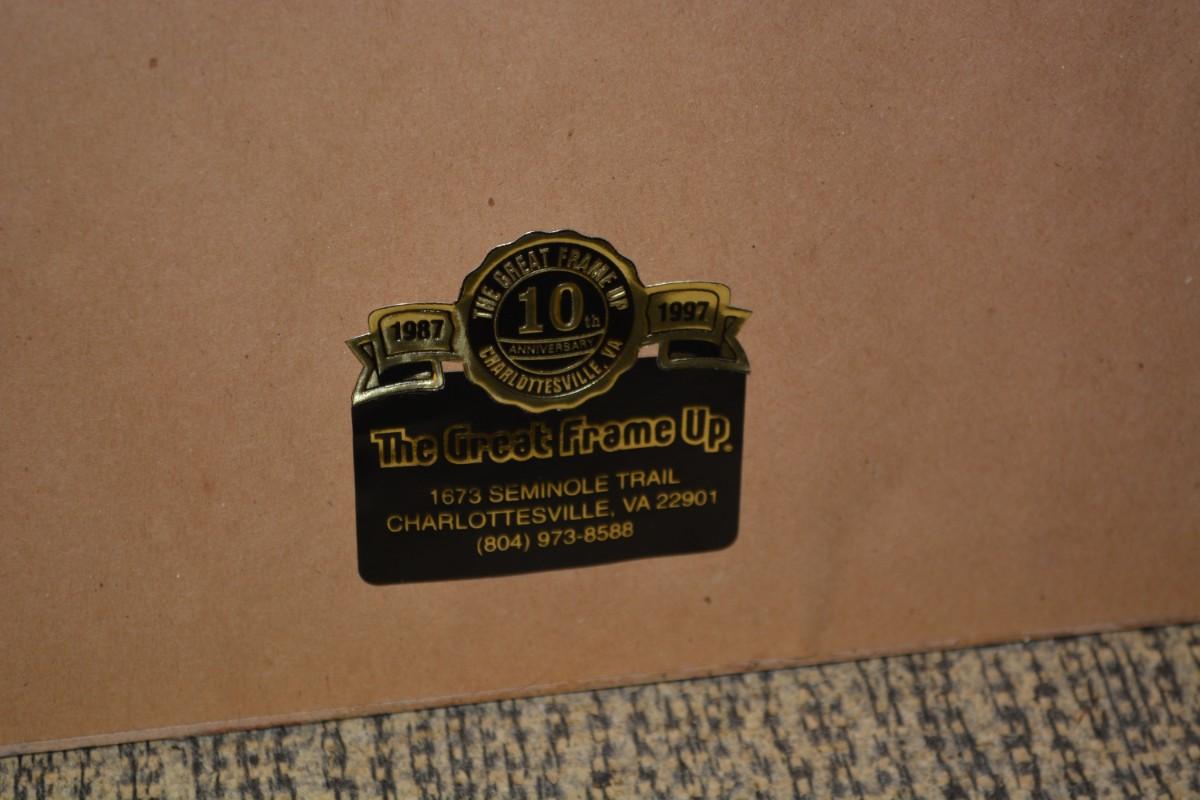 THE GREAT FRAME UP
1987
10th
1997
ANNIVERSARY
CHARLOTTESVILLE, VA
The Great Frame Up.
1673 SEMINOLE TRAIL
CHARLOTTESVILLE, VA 22901
(804) 973-8588